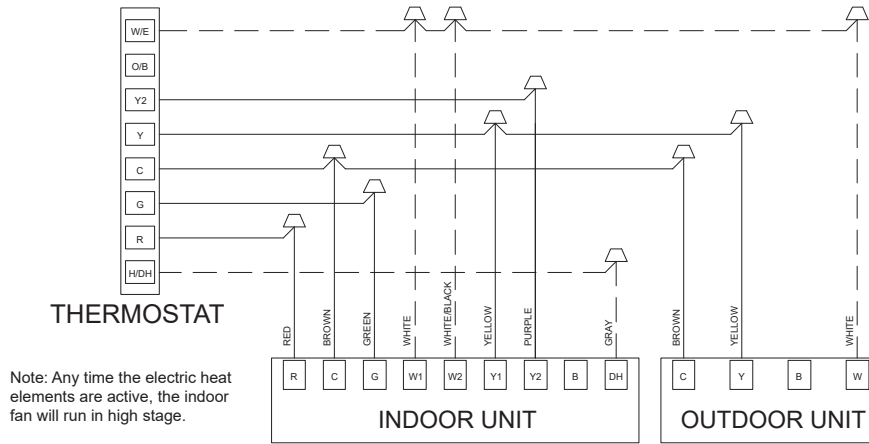 W/E
O/B
Y2
Y
C
G
R
H/DH
THERMOSTAT
Note: Any time the electric heat
elements are active, the indoor
fan will run in high stage.
RED
BROWN
GREEN
WHITE
WHITE/BLACK
YELLOW
PURPLE
GRAY
BROWN
YELLOW
WHITE
R
C
G
W1
W2
Y1
Y2
B
DH
C
Y
B
W
INDOOR UNIT
OUTDOOR UNIT